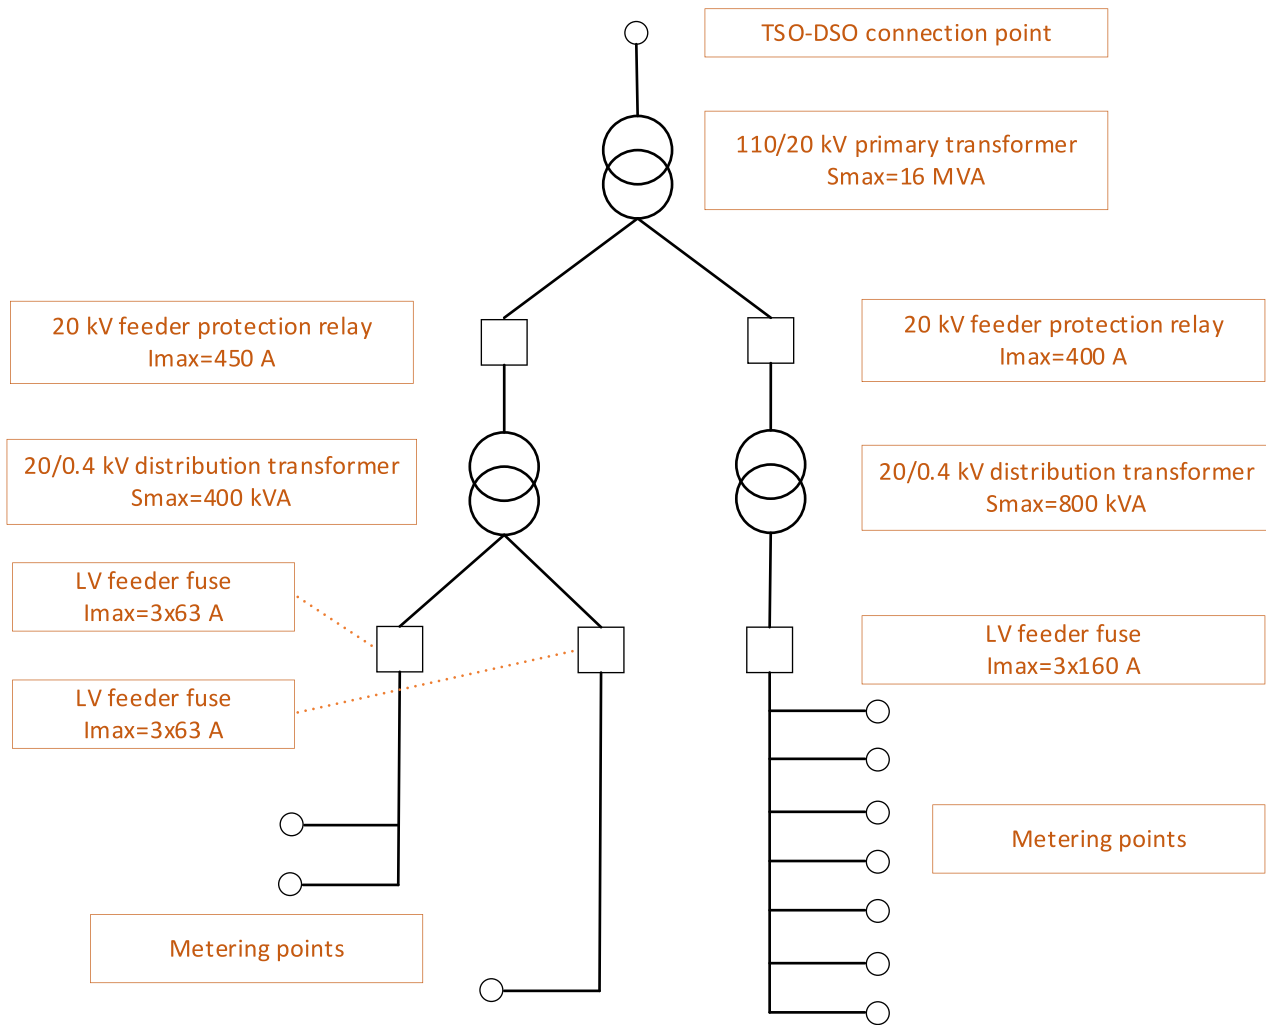 TSO-DSO connection point
110/20 kV primary transformer
Smax=16 MVA
20 kV feeder protection relay
Imax=450 A
20 kV feeder protection relay
Imax=400 A
20/0.4 kV distribution transformer
Smax=400 kVA
20/0.4 kV distribution transformer
Smax=800 kVA
LV feeder fuse
Imax=3x63 A
LV feeder fuse
Imax=3x160 A
LV feeder fuse
Imax=3x63 A
Metering points
Metering points